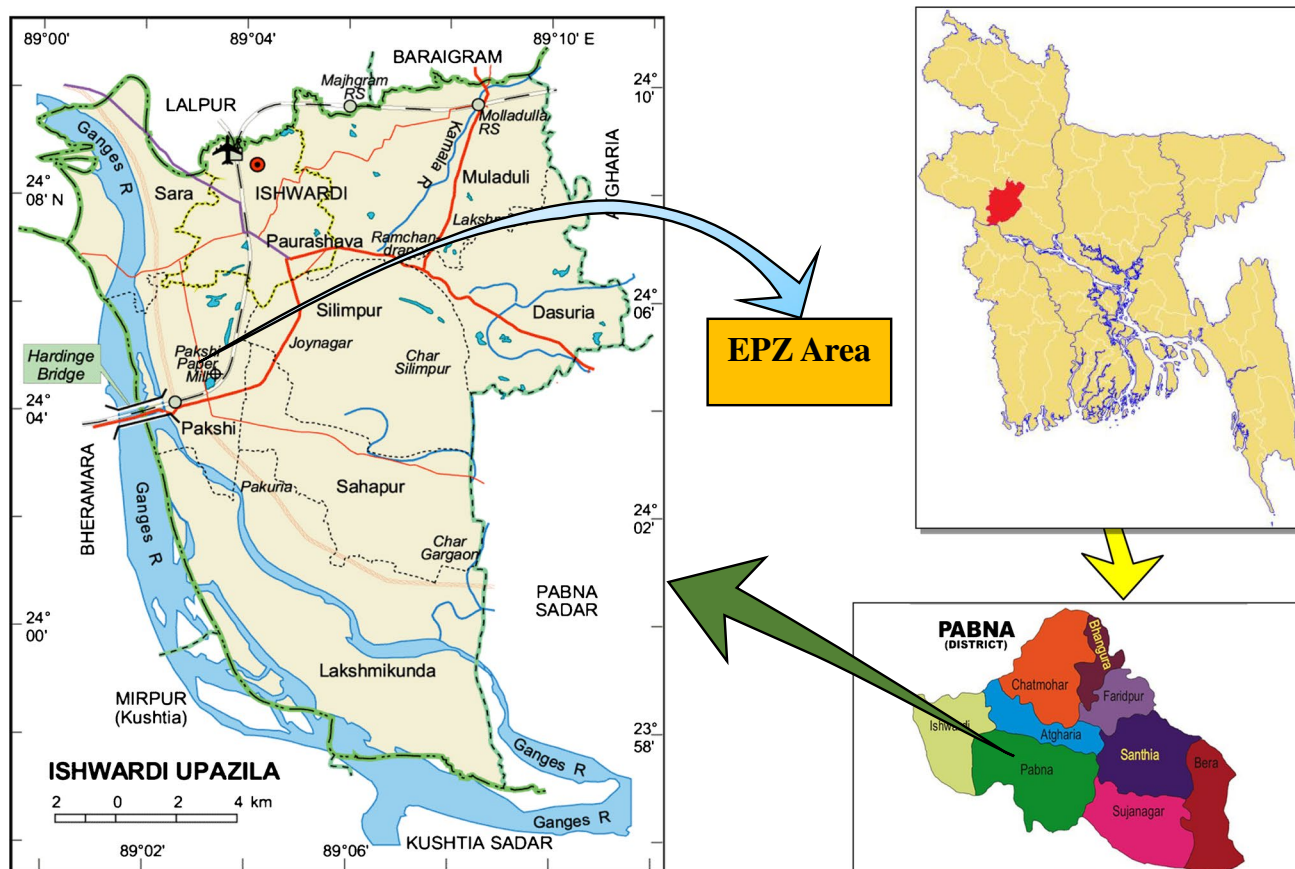 89°00'
89°04'
89°10' E
BARAIGRAM
24°
10'
Majhgram
RS
LALPUR
Molladulla
RS
Ganges R
Kamala R
AGHARIA
24°
08' N
Sara
ISHWARDI
Muladuli
Lakshmi
Paurashava
Ramchan-
drapur
24°
06'
Silimpur
Dasuria
EPZ Area
Hardinge
Bridge
Pakshi
Paper
Mill
Joynagar
Char
Silimpur
24°
04'
Pakshi
BHERAMARA
Ganges R
Pakuria
Sahapur
24°
02'
Char
Gargaon
PABNA
SADAR
24°
00'
Lakshmikunda
MIRPUR
(Kushtia)
23°
58'
ISHWARDI UPAZILA
2 0 2 4 km
Ganges R
Ganges R
KUSHTIA SADAR
89°02'
89°06'
PABNA
(DISTRICT)
Bhangura
Chatmohar
Faridpur
Ishwardi
Atgharia
Santhia
Bera
Pabna
Sujanagar